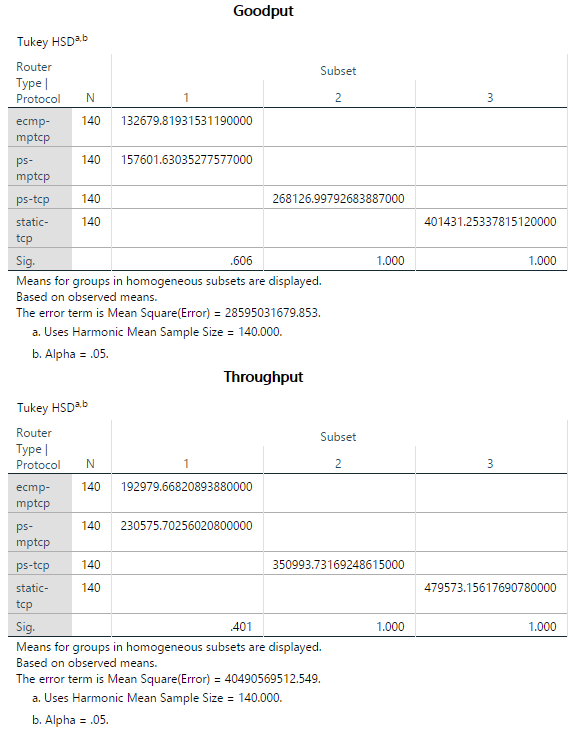 Goodput
Tukey HSDa,b
Router Type | Protocol N Subset
1 2 3
ecmp-mptcp 140 132679.81931531190000
ps-mptcp 140 157601.63035277577000
ps-tcp 140 268126.99792683887000
static-tcp 140 401431.25337815120000
Sig. .606 1.000 1.000
Means for groups in homogeneous subsets are displayed.
Based on observed means.
The error term is Mean Square(Error) = 28595031679.853.
a. Uses Harmonic Mean Sample Size = 140.000.
b. Alpha = .05.
Throughput
Tukey HSDa,b
Router Type | Protocol N Subset
1 2 3
ecmp-mptcp 140 192979.66820893880000
ps-mptcp 140 230575.70256020800000
ps-tcp 140 350993.73169248615000
static-tcp 140 479573.15617690780000
Sig. .401 1.000 1.000
Means for groups in homogeneous subsets are displayed.
Based on observed means.
The error term is Mean Square(Error) = 40490569512.549.
a. Uses Harmonic Mean Sample Size = 140.000.
b. Alpha = .05.